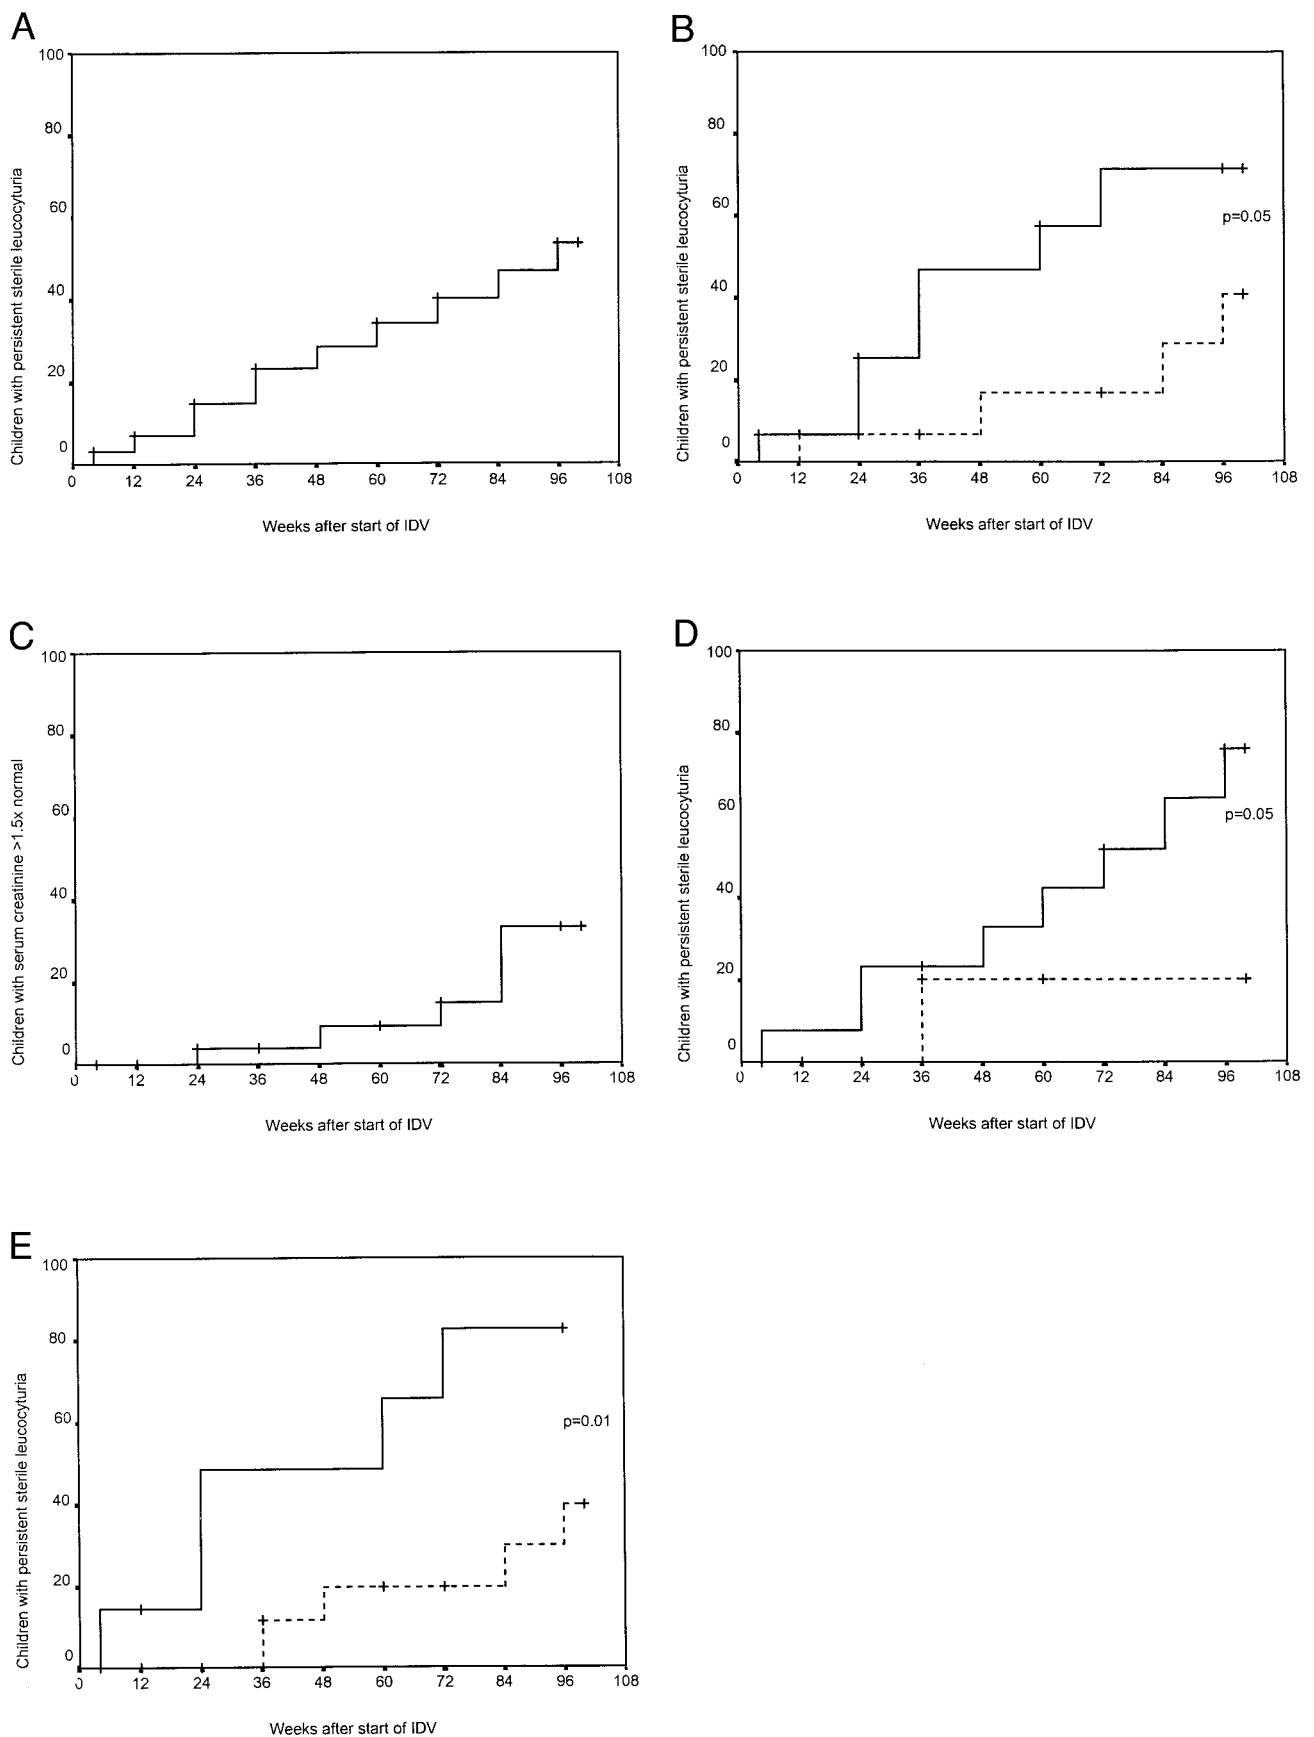 A
100
80
60
40
20
0
Children with persistent sterile leucocyturia
0 12 24 36 48 60 72 84 96 108
Weeks after start of IDV
B
100
80
60
40
20
0
Children with persistent sterile leucocyturia
p=0.05
0 12 24 36 48 60 72 84 96 108
Weeks after start of IDV
C
100
80
60
40
20
0
Children with serum creatinine >1.5x normal
0 12 24 36 48 60 72 84 96 108
Weeks after start of IDV
D
100
80
60
40
20
0
Children with persistent sterile leucocyturia
p=0.05
0 12 24 36 48 60 72 84 96 108
Weeks after start of IDV
E
100
80
60
40
20
0
Children with persistent sterile leucocyturia
p=0.01
0 12 24 36 48 60 72 84 96 108
Weeks after start of IDV